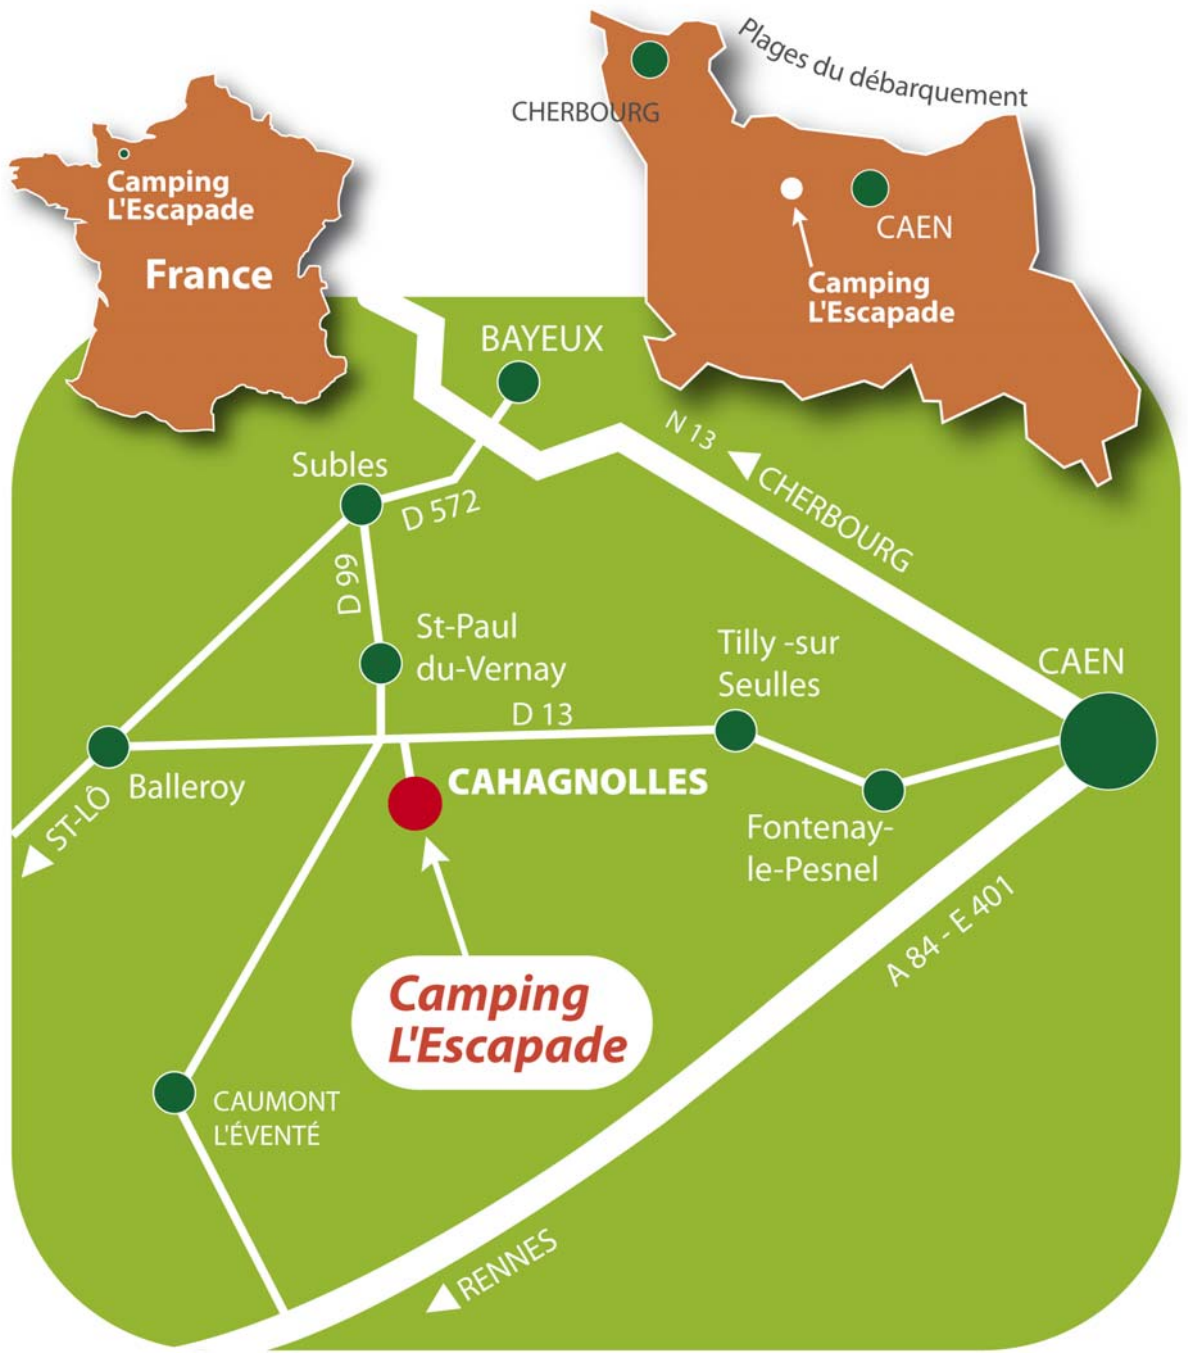 Plages du débarquement
CHERBOURG
CAEN
Camping
L'Escapade
Camping
L'Escapade
France
BAYEUX
N 13
CHERBOURG
Subles
D 572
D 99
St-Paul
du-Vernay
Tilly -sur
Seulles
CAEN
D 13
Balleroy
ST-LÔ
CAHAGNOLLES
Fontenay-
le-Pesnel
A 84 - E 401
Camping
L'Escapade
CAUMONT
L'ÉVENTÉ
RENNES